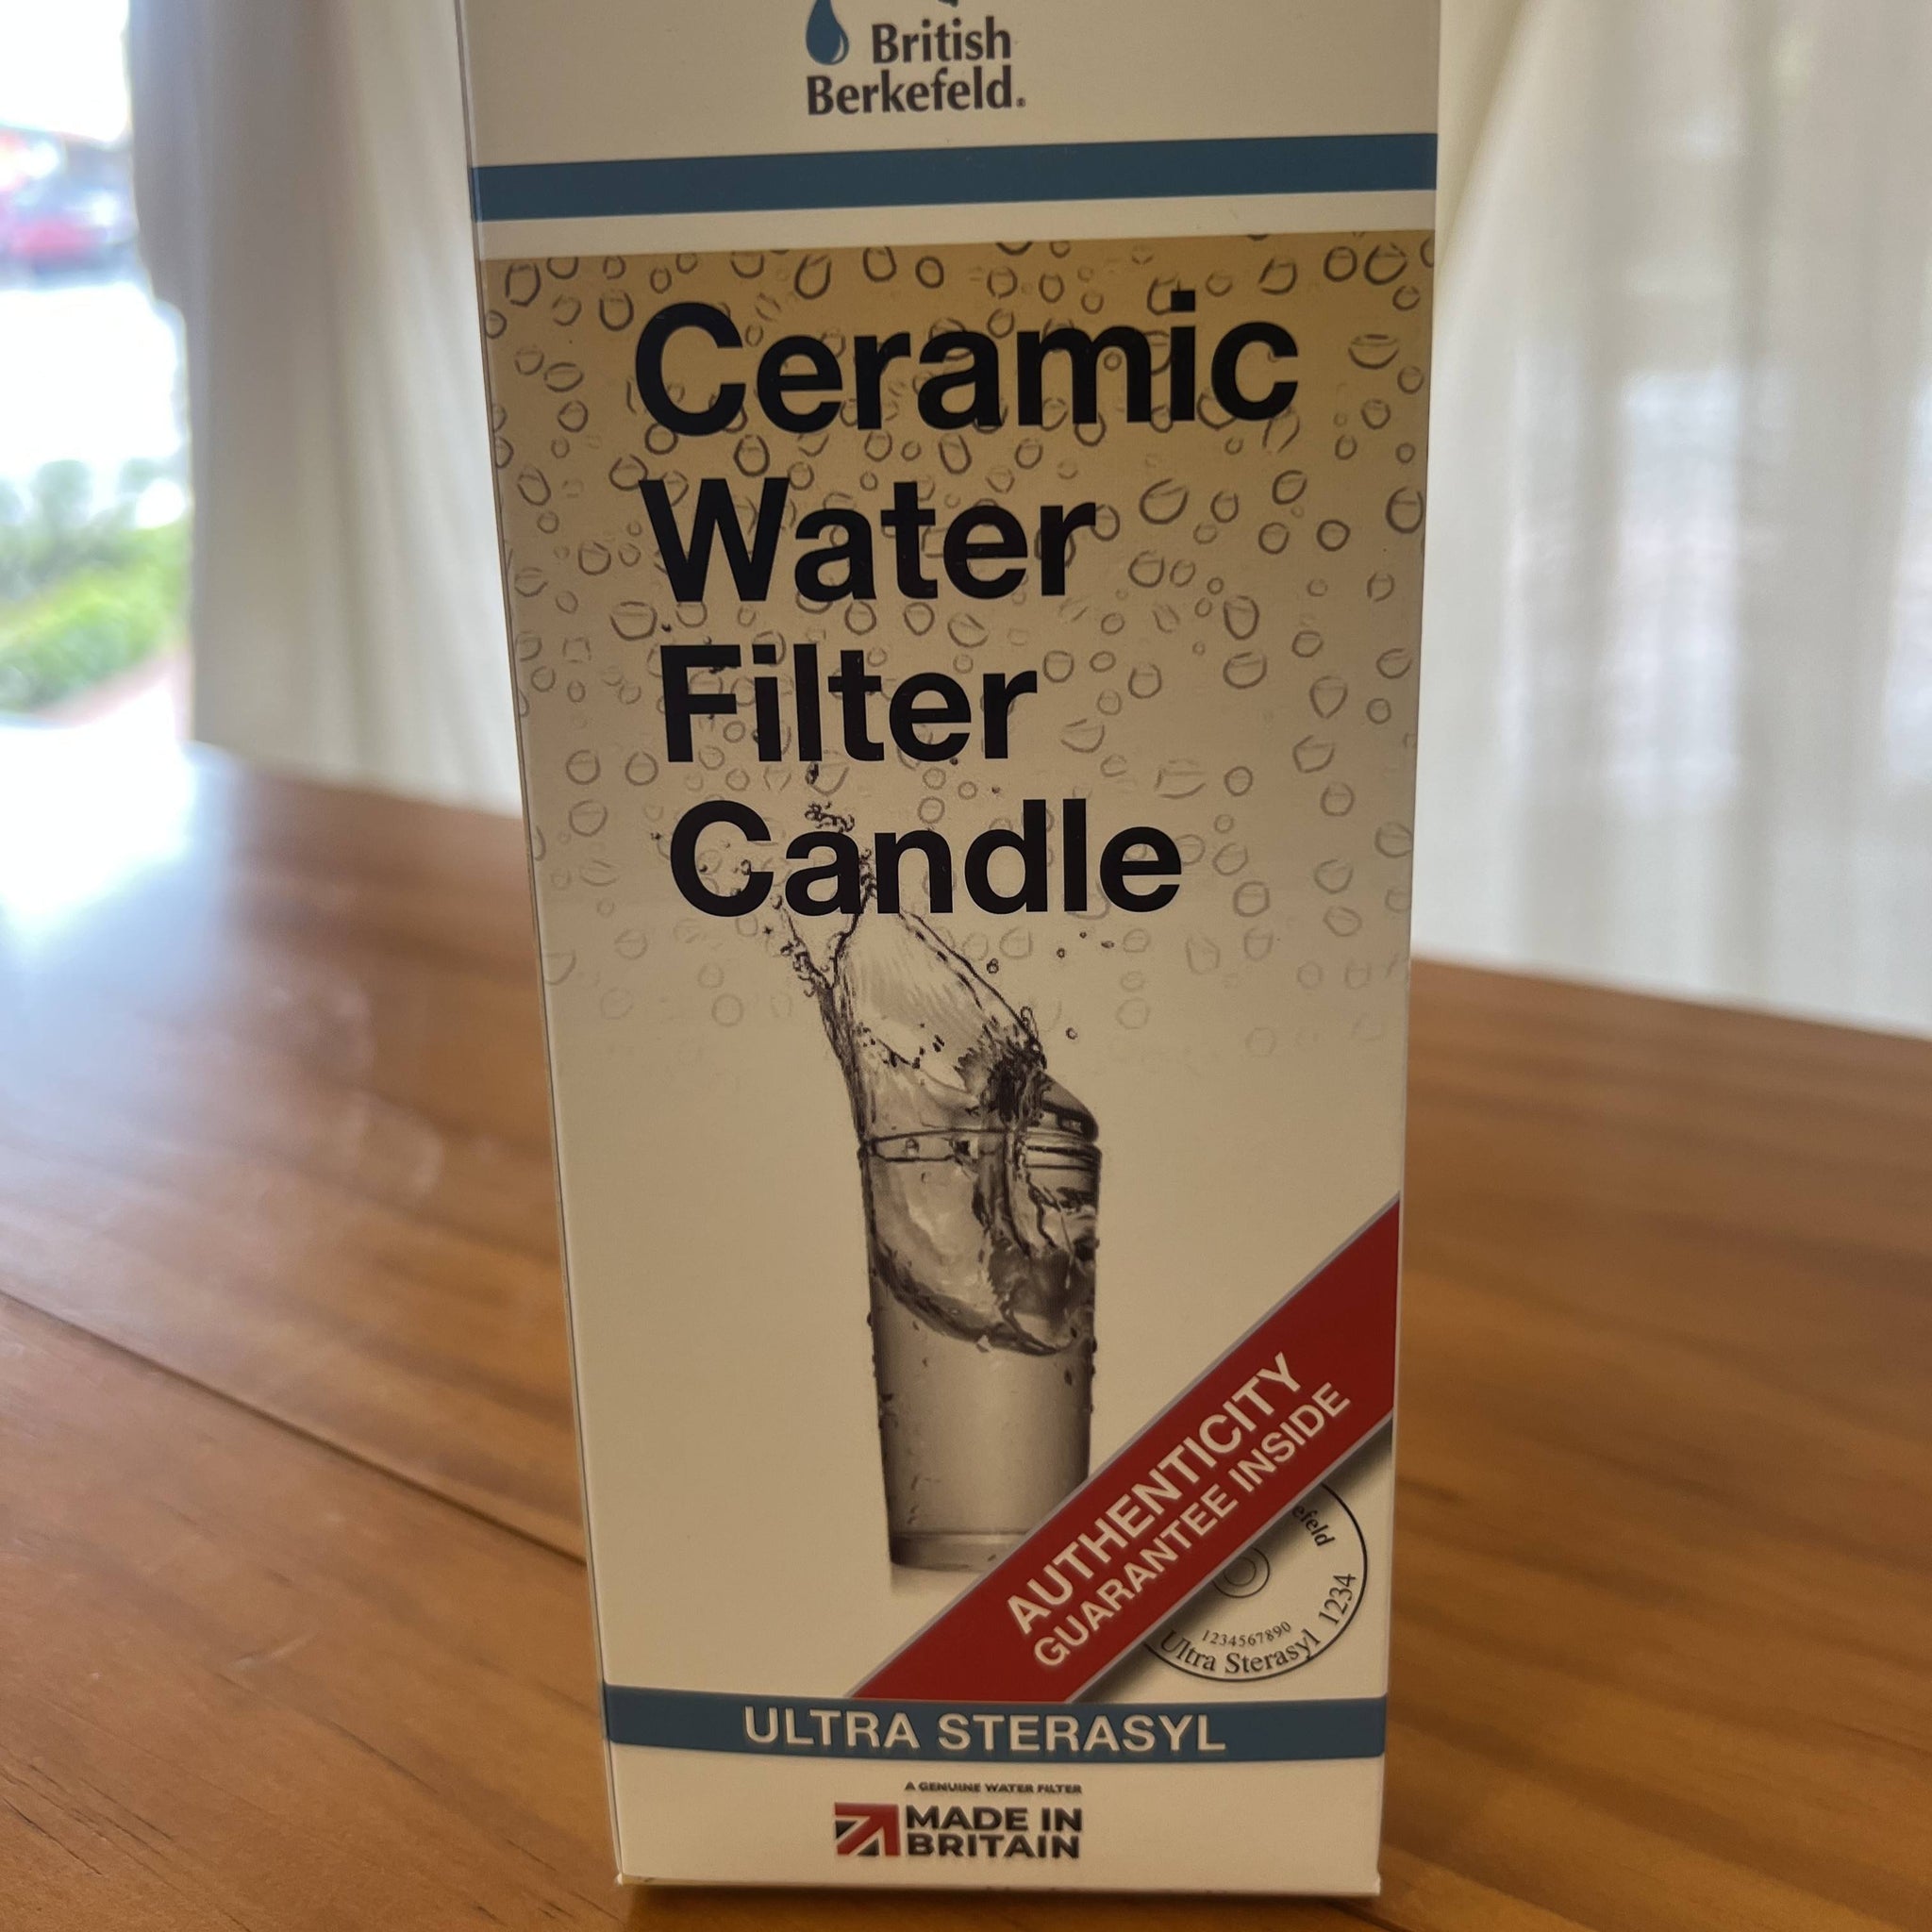 British
Berkefeld®
Ceramic
Water
Filter
Candle
AUTHENTICITY
GUARANTEE INSIDE
efeld
1234
1234567890
Ultra Sterasyl
ULTRA STERASYL
A GENUINE WATER FILTER
MADE IN
BRITAIN